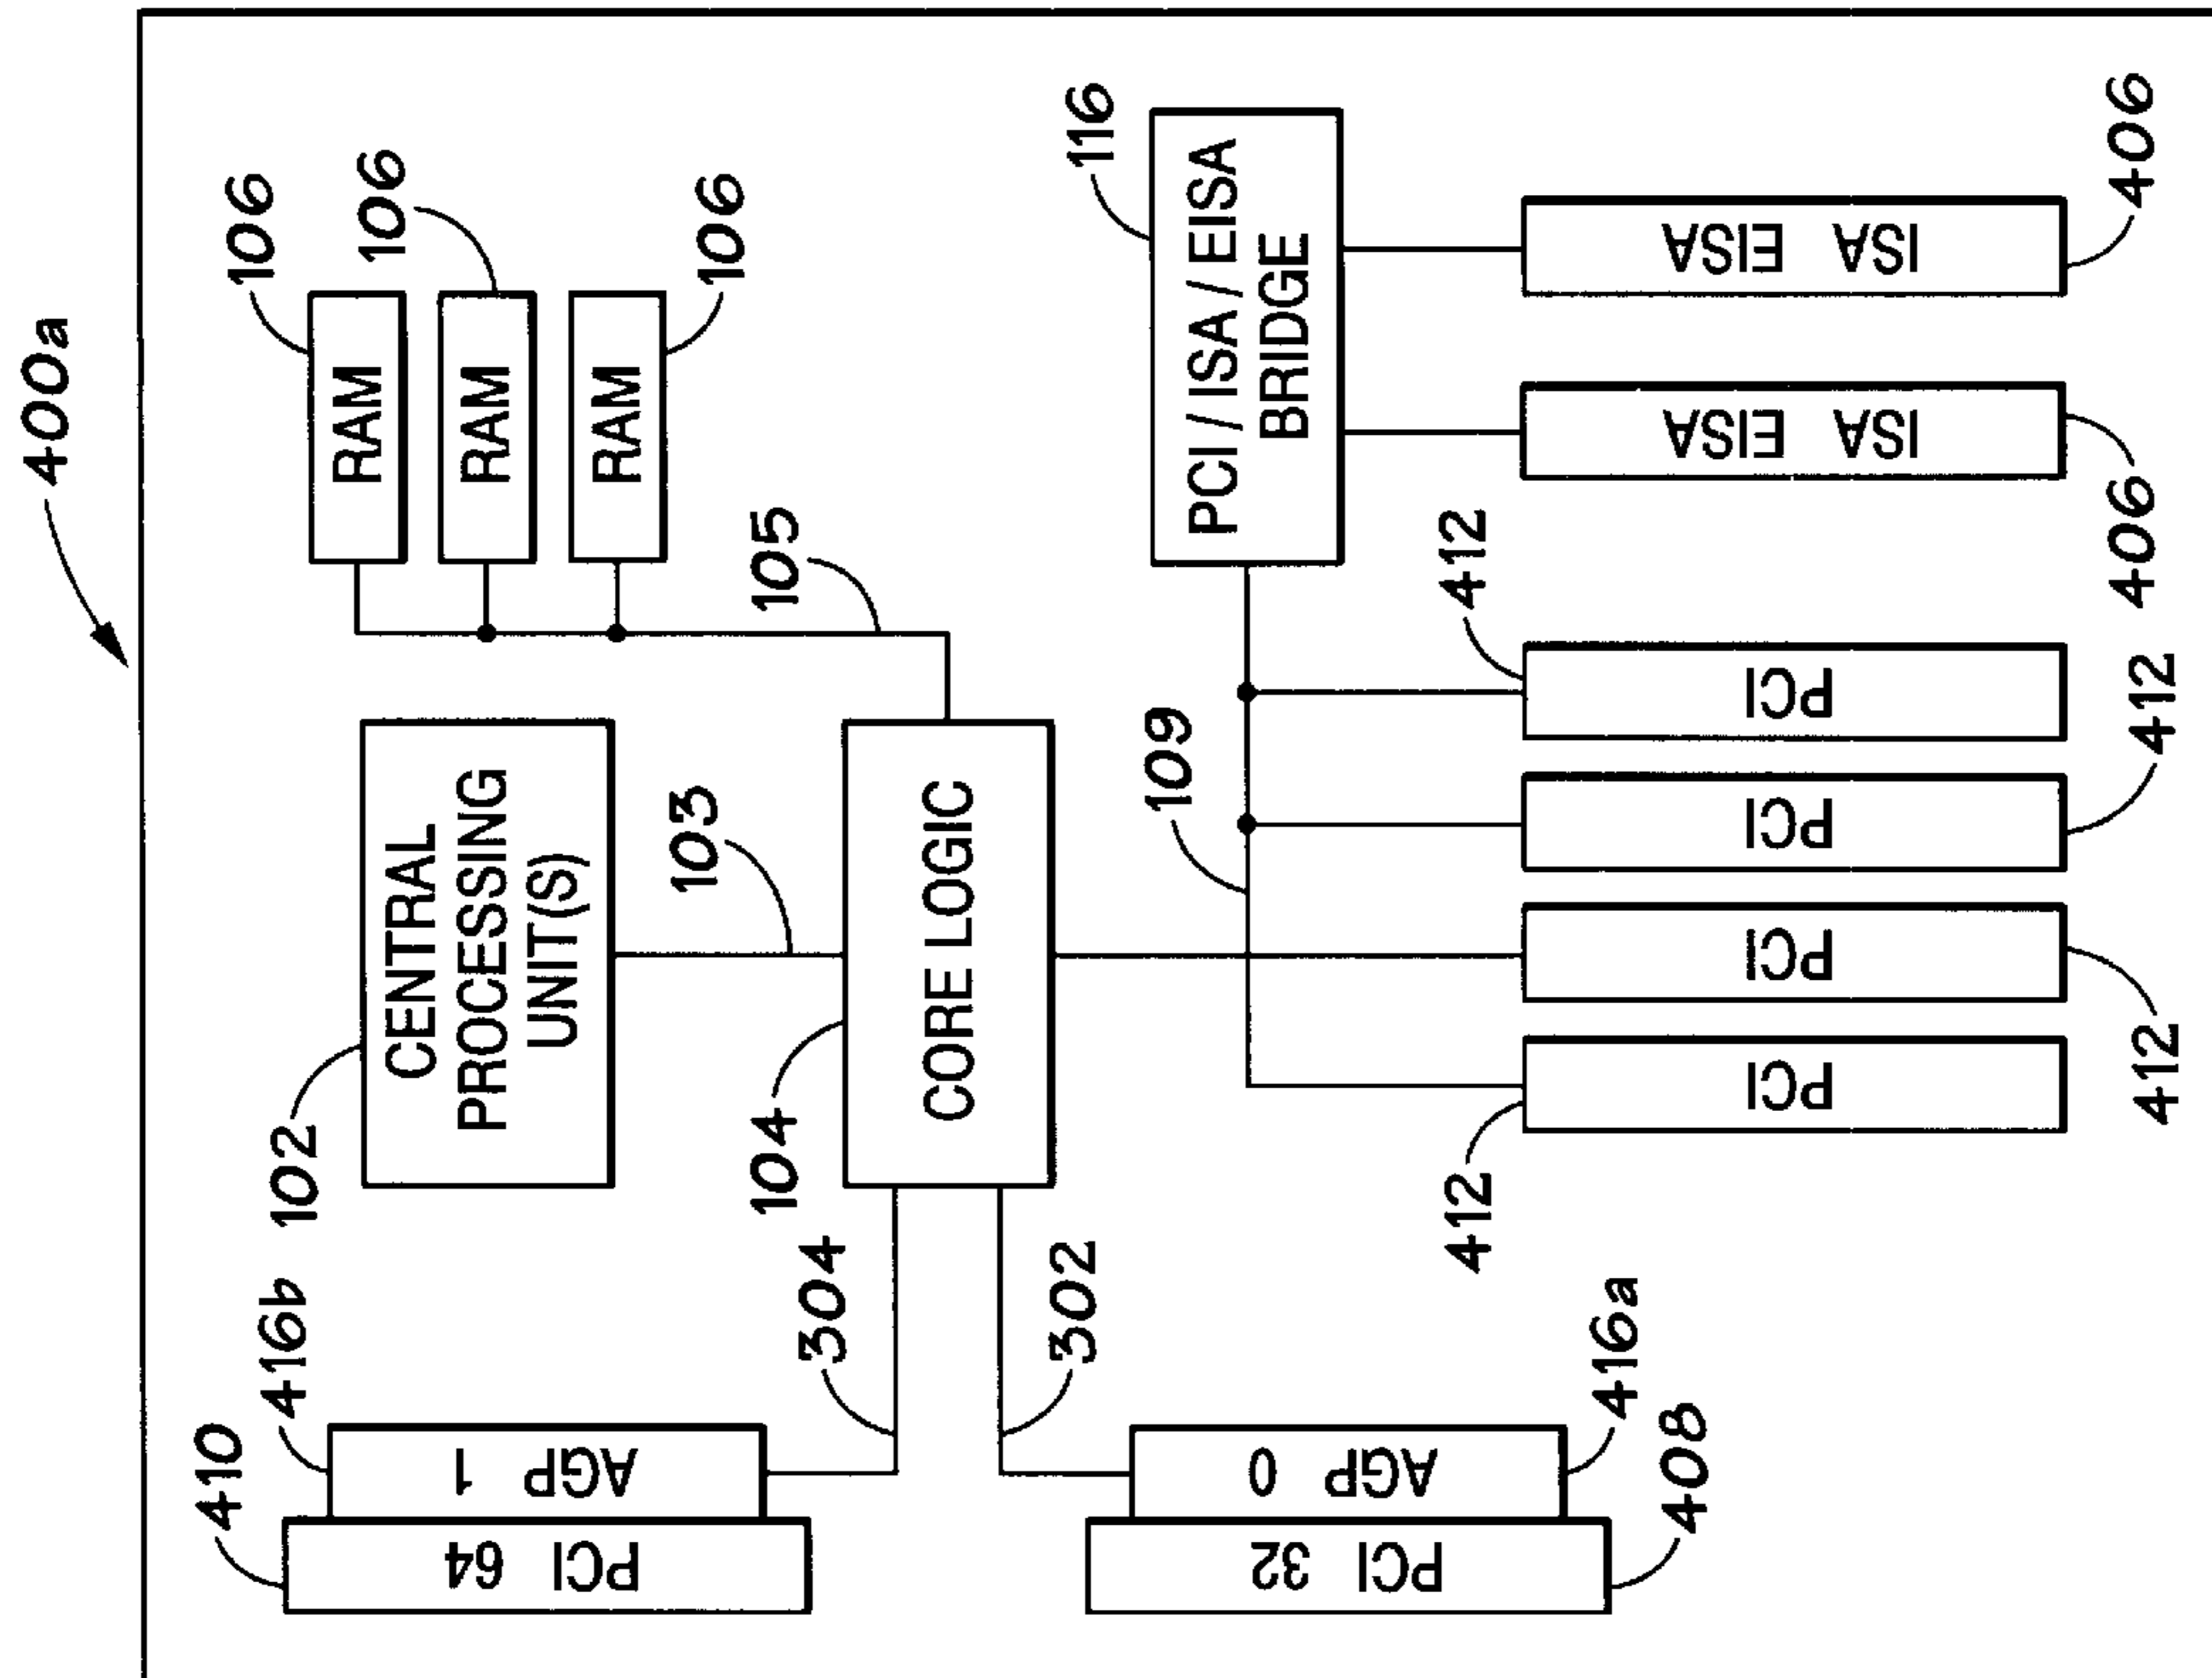 400a
106
106
106
RAM
RAM
RAM
105
102
CENTRAL
PROCESSING
UNIT(S)
103
104
CORE LOGIC
410
416b
PCI 64
AGP 1
304
302
416a
408
PCI 32
AGP 0
116
PCI / ISA / EISA
BRIDGE
109
412
412
412
412
PCI
PCI
PCI
PCI
ISA EISA
ISA EISA
406
406